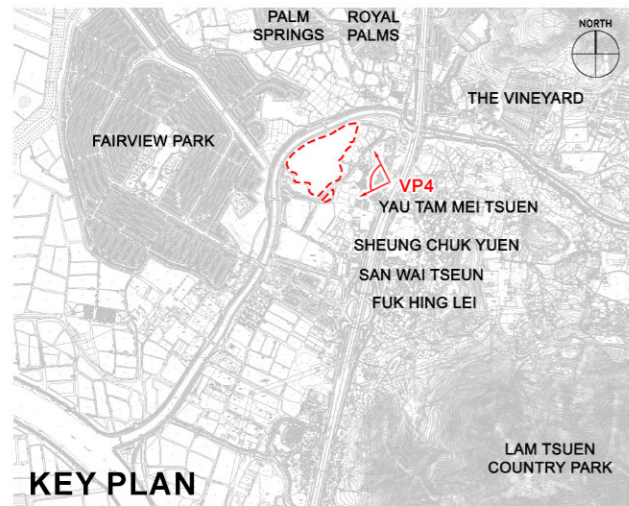 PALM
SPRINGS
ROYAL
PALMS
NORTH
THE VINEYARD
FAIRVIEW PARK
VP4
YAU TAM MEI TSUEN
SHEUNG CHUK YUEN
SAN WAI TSEUN
FUK HING LEI
LAM TSUEN
COUNTRY PARK
KEY PLAN